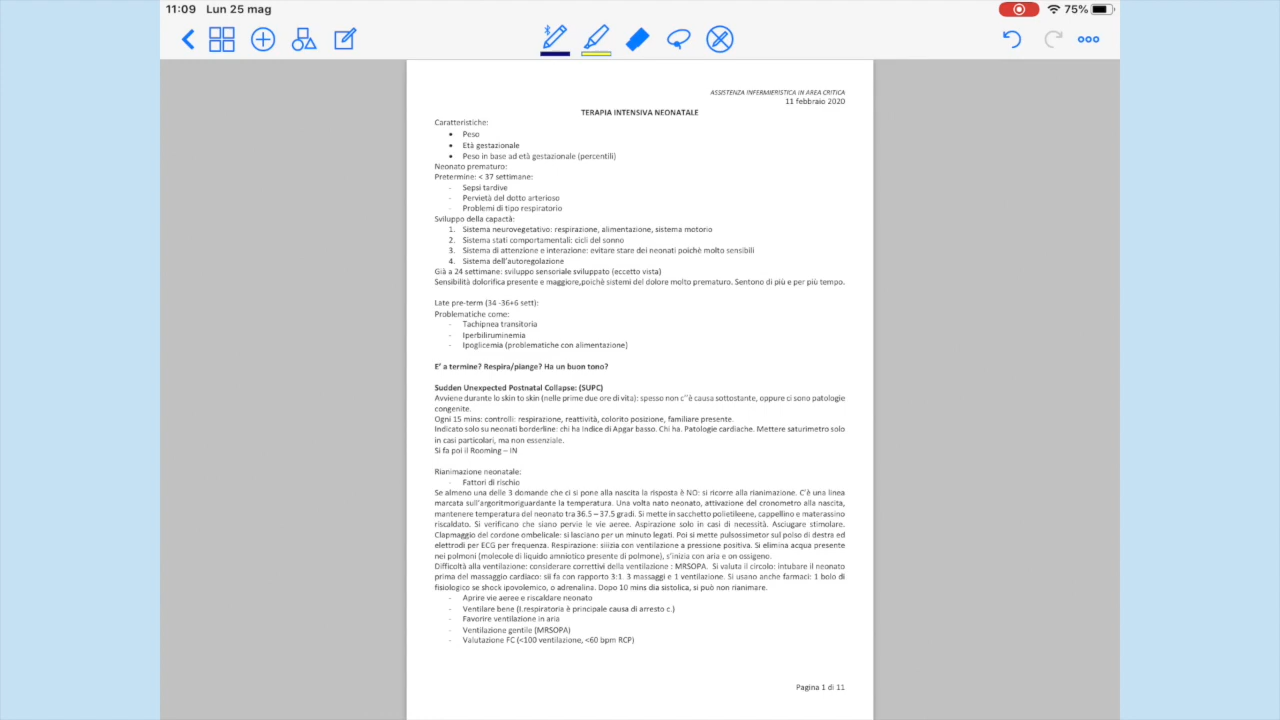 11:09 Lun 25 mag
75%
ASSISTENZA INFERMIERISTICA IN AREA CRITICA
11 febbraio 2020
TERAPIA INTENSIVA NEONATALE
Caratteristiche:
• Peso
• Età gestazionale
• Peso in base ad età gestazionale (percentili)
Neonato prematuro:
Pretermine: < 37 settimane:
- Sepsi tardive
- Pervietà del dotto arterioso
- Problemi di tipo respiratorio
Sviluppo della capactà:
1. Sistema neurovegetativo: respirazione, alimentazione, sistema motorio
2. Sistema stati comportamentali: cicli del sonno
3. Sistema di attenzione e interazione: evitare stare dei neonati poichè molto sensibili
4. Sistema dell'autoregolazione
Già a 24 settimane: sviluppo sensoriale sviluppato (eccetto vista)
Sensibilità dolorifica presente e maggiore,poichè sistemi del dolore molto prematuro. Sentono di più e per più tempo.
Late pre-term (34 -36+6 sett):
Problematiche come:
- Tachipnea transitoria
- Iperbiliruminemia
- Ipoglicemia (problematiche con alimentazione)
E' a termine? Respira/piange? Ha un buon tono?
Sudden Unexpected Postnatal Collapse: (SUPC)
Avviene durante lo skin to skin (nelle prime due ore di vita): spesso non c''è causa sottostante, oppure ci sono patologie
congenite.
Ogni 15 mins: controlli: respirazione, reattività, colorito posizione, familiare presente.
Indicato solo su neonati borderline: chi ha Indice di Apgar basso. Chi ha. Patologie cardiache. Mettere saturimetro solo
in casi particolari, ma non essenziale.
Si fa poi il Rooming – IN
Rianimazione neonatale:
- Fattori di rischio
Se almeno una delle 3 domande che ci si pone alla nascita la risposta è NO: si ricorre alla rianimazione. C'è una linea
marcata sull'argoritmoriguardante la temperatura. Una volta nato neonato, attivazione del cronometro alla nascita,
mantenere temperatura del neonato tra 36.5 – 37.5 gradi. Si mette in sacchetto polietileene, cappellino e materassino
riscaldato. Si verificano che siano pervie le vie aeree. Aspirazione solo in casi di necessità. Asciugare stimolare.
Clapmaggio del cordone ombelicale: si lasciano per un minuto legati. Poi si mette pulsossimetor sul polso di destra ed
elettrodi per ECG per frequenza. Respirazione: siiizia con ventilazione a pressione positiva. Si elimina acqua presente
nei polmoni (molecole di liquido amniotico presente di polmone), s'inizia con aria e on ossigeno.
Difficoltà alla ventilazione: considerare correttivi della ventilazione : MRSOPA. Si valuta il circolo: intubare il neonato
prima del massaggio cardiaco: sii fa con rapporto 3:1. 3 massaggi e 1 ventilazione. Si usano anche farmaci: 1 bolo di
fisiologico se shock ipovolemico, o adrenalina. Dopo 10 mins dia sistolica, si può non rianimare.
- Aprire vie aeree e riscaldare neonato
- Ventilare bene (I.respiratoria è principale causa di arresto c.)
- Favorire ventilazione in aria
- Ventilazione gentile (MRSOPA)
- Valutazione FC (<100 ventilazione, <60 bpm RCP)
Pagina 1 di 11